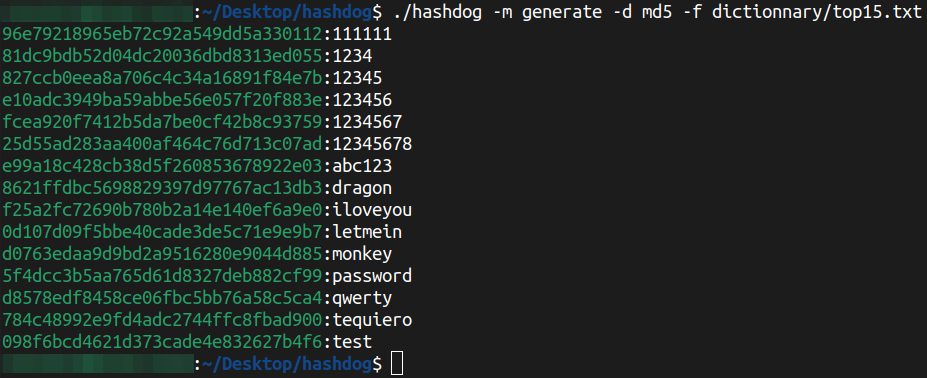 :~/Desktop/hashdog$ ./hashdog -m generate -d md5 -f dictionnary/top15.txt
96e79218965eb72c92a549dd5a330112:111111
81dc9bdb52d04dc20036dbd8313ed055:1234
827ccb0eea8a706c4c34a16891f84e7b:12345
e10adc3949ba59abbe56e057f20f883e:123456
fcea920f7412b5da7be0cf42b8c93759:1234567
25d55ad283aa400af464c76d713c07ad:12345678
e99a18c428cb38d5f260853678922e03:abc123
8621ffdbc5698829397d97767ac13db3:dragon
f25a2fc72690b780b2a14e140ef6a9e0:iloveyou
0d107d09f5bbe40cade3de5c71e9e9b7:letmein
d0763edaa9d9bd2a9516280e9044d885:monkey
5f4dcc3b5aa765d61d8327deb882cf99:password
d8578edf8458ce06fbc5bb76a58c5ca4:qwerty
784c48992e9fd4adc2744ffc8fbad900:tequiero
098f6bcd4621d373cade4e832627b4f6:test
:~/Desktop/hashdog$